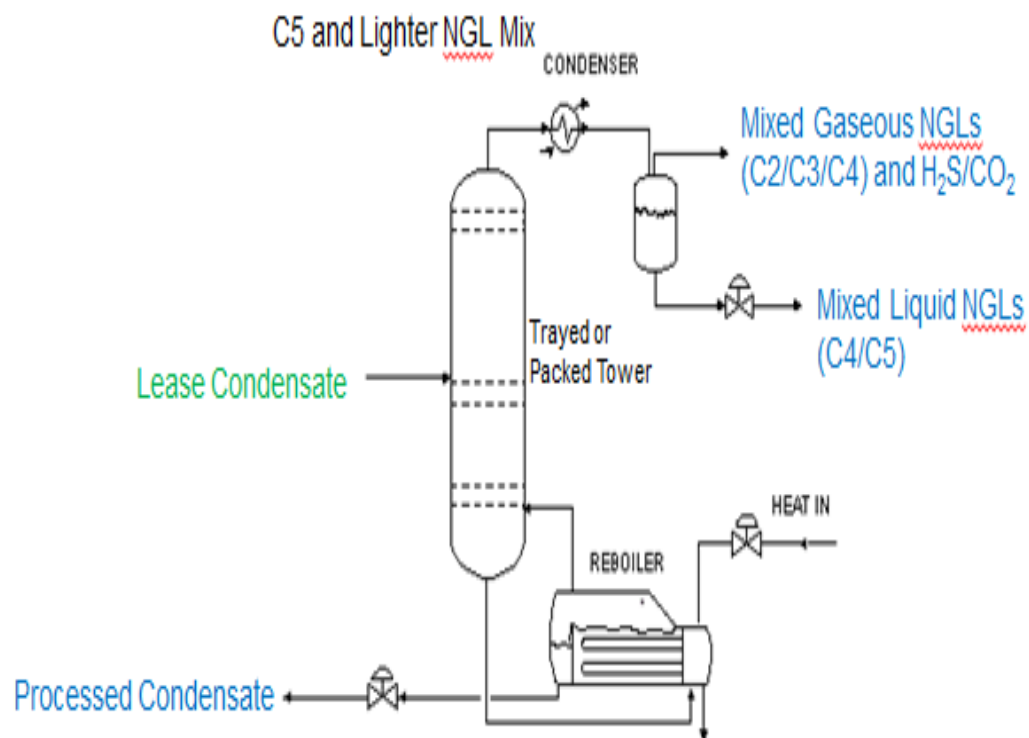 C5 and Lighter NGL Mix
CONDENSER
Mixed Gaseous NGLs
(C2/C3/C4) and H₂S/CO₂
Mixed Liquid NGLs
(C4/C5)
Trayed or
Packed Tower
Lease Condensate
HEAT IN
REBOILER
Processed Condensate